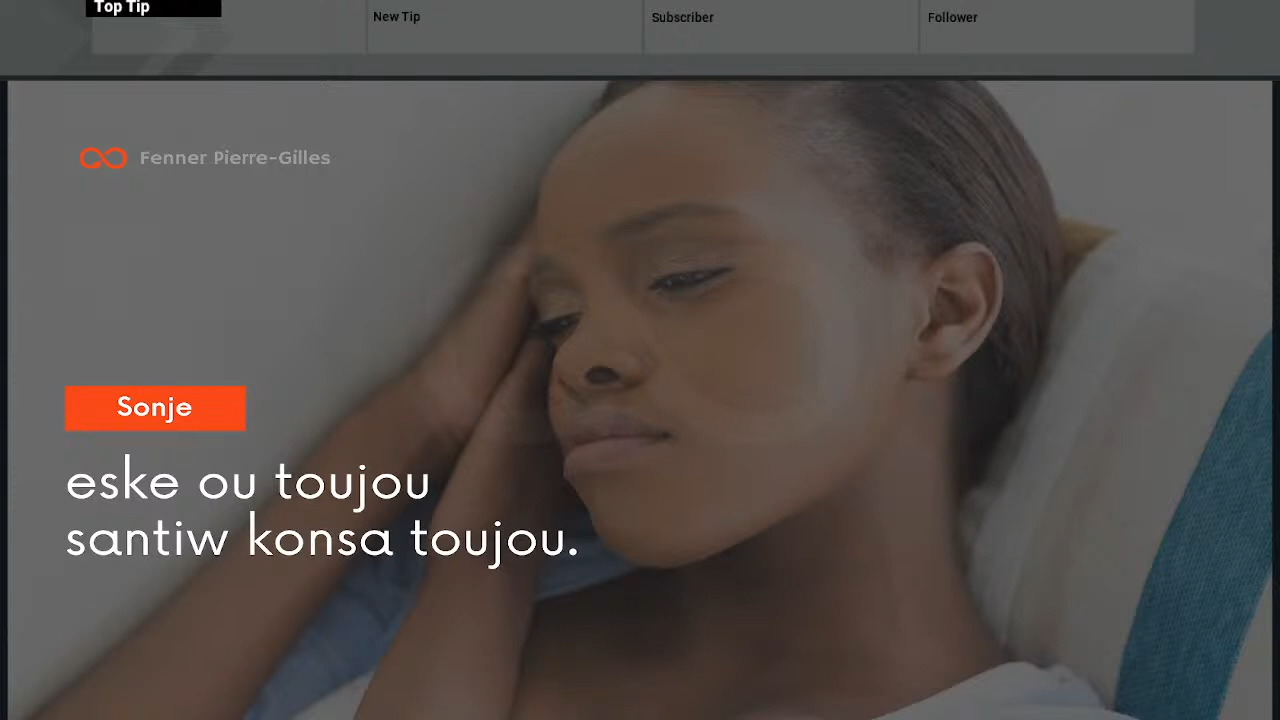 Top Tip
New Tip
Subscriber
Follower
Fenner Pierre-Gilles
Sonje
eske ou toujou
santiw konsa toujou.